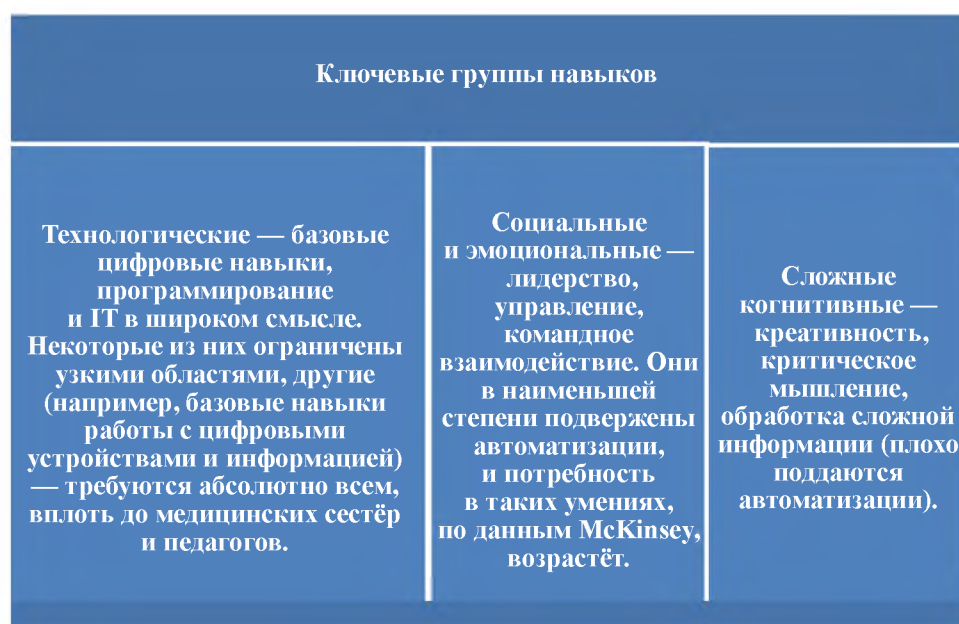 Ключевые группы навыков
Технологические — базовые
цифровые навыки,
программирование
и IT в широком смысле.
Некоторые из них ограничены
узкими областями, другие
(например, базовые навыки
работы с цифровыми
устройствами и информацией)
— требуются абсолютно всем,
вплоть до медицинских сестёр
и педагогов.
Социальные
и эмоциональные —
лидерство,
управление,
командное
взаимодействие. Они
в наименьшей
степени подвержены
автоматизации,
и потребность
в таких умениях,
по данным McKinsey,
возрастёт.
Сложные
когнитивные —
креативность,
критическое
мышление,
обработка сложной
информации (плохо
поддаются
автоматизации).